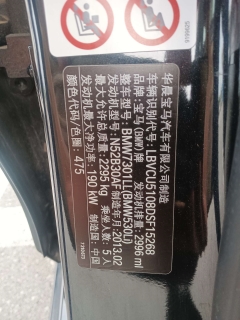 华晨宝马汽车有限公司制造
车辆识别代号: LBVCU5108DSF15268
品牌:宝马(BMW)牌 发动机排量: 2996 ml
整车型号: BMW7301LL(BMW530Li)
发动机型号: N52B30AF 制造年月: 2013.02
最大允许总质量: 2295 kg 乘坐人数: 5 人
发动机最大净功率: 190 kW 制造国: 中国
颜色代码/色圈: 475